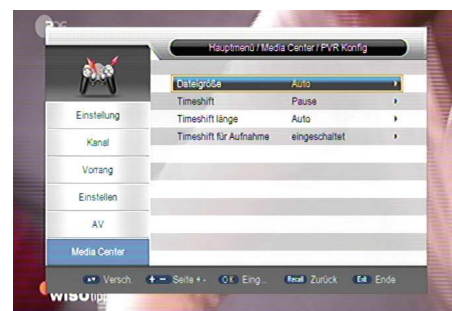 Hauptmenü / Media Center / PVR Konfig
Dateigröße Auto
Timeshift Pause
Timeshift länge Auto
Timeshift für Aufnahme eingeschaltet
Einstellung
Kanal
Vorrang
Einstellen
AV
Media Center
Versch. + - Seite + - OK Eing... Recall Zurück Exit Ende
WISO tipp